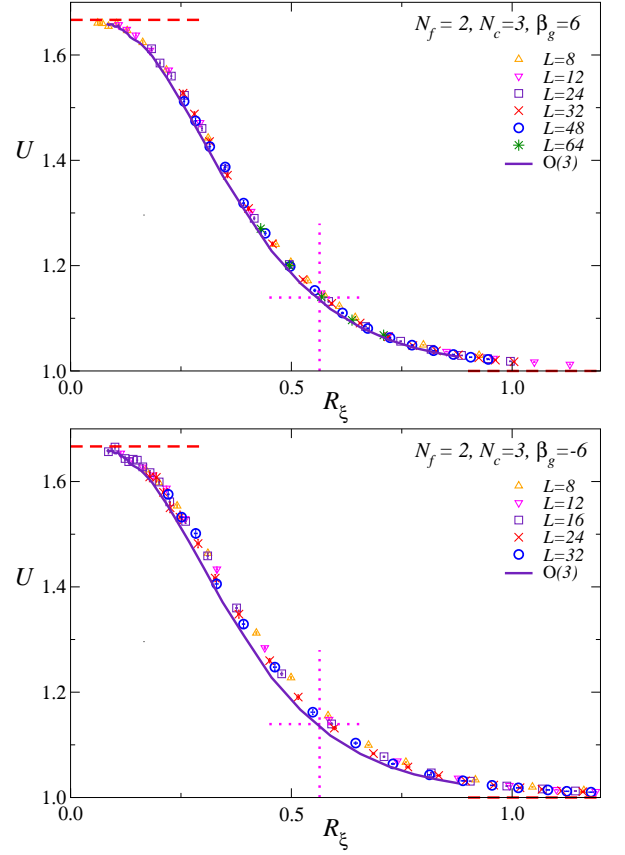 N_f = 2, N_c=3, β_g=6
L=8
L=12
L=24
L=32
L=48
L=64
O(3)
U
1.6
1.4
1.2
1.0
0.0
0.5
1.0
R_ξ
N_f = 2, N_c=3, β_g=-6
L=8
L=12
L=16
L=24
L=32
O(3)
U
1.6
1.4
1.2
1.0
0.0
0.5
1.0
R_ξ